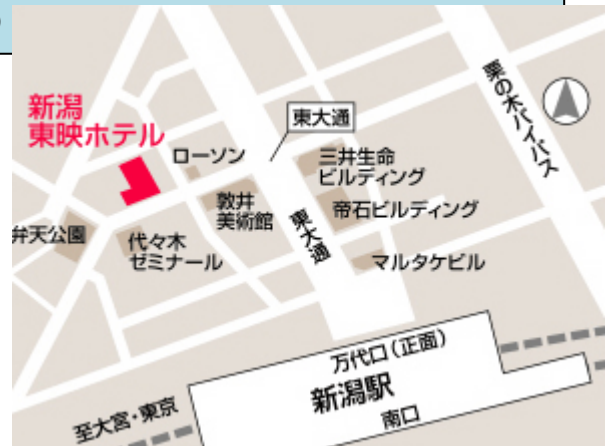 新潟
東映ホテル
ローソン
東大通
三井生命
ビルディング
栗の木バイパス
敦井
美術館
帝石ビルディング
弁天公園
代々木
ゼミナール
東大通
マルタケビル
万代口（正面）
新潟駅
南口
至大宮・東京